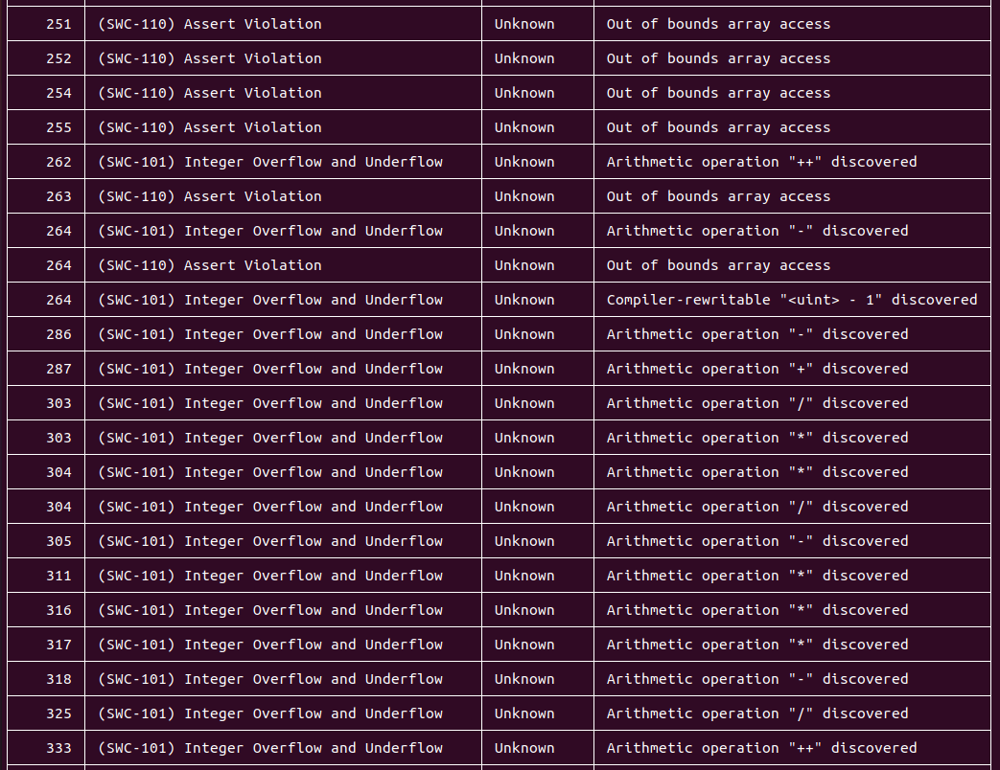 251 (SWC-110) Assert Violation Unknown Out of bounds array access
252 (SWC-110) Assert Violation Unknown Out of bounds array access
254 (SWC-110) Assert Violation Unknown Out of bounds array access
255 (SWC-110) Assert Violation Unknown Out of bounds array access
262 (SWC-101) Integer Overflow and Underflow Unknown Arithmetic operation "++" discovered
263 (SWC-110) Assert Violation Unknown Out of bounds array access
264 (SWC-101) Integer Overflow and Underflow Unknown Arithmetic operation "-" discovered
264 (SWC-110) Assert Violation Unknown Out of bounds array access
264 (SWC-101) Integer Overflow and Underflow Unknown Compiler-rewritable "<uint> - 1" discovered
286 (SWC-101) Integer Overflow and Underflow Unknown Arithmetic operation "-" discovered
287 (SWC-101) Integer Overflow and Underflow Unknown Arithmetic operation "+" discovered
303 (SWC-101) Integer Overflow and Underflow Unknown Arithmetic operation "/" discovered
303 (SWC-101) Integer Overflow and Underflow Unknown Arithmetic operation "*" discovered
304 (SWC-101) Integer Overflow and Underflow Unknown Arithmetic operation "*" discovered
304 (SWC-101) Integer Overflow and Underflow Unknown Arithmetic operation "/" discovered
305 (SWC-101) Integer Overflow and Underflow Unknown Arithmetic operation "-" discovered
311 (SWC-101) Integer Overflow and Underflow Unknown Arithmetic operation "*" discovered
316 (SWC-101) Integer Overflow and Underflow Unknown Arithmetic operation "*" discovered
317 (SWC-101) Integer Overflow and Underflow Unknown Arithmetic operation "*" discovered
318 (SWC-101) Integer Overflow and Underflow Unknown Arithmetic operation "-" discovered
325 (SWC-101) Integer Overflow and Underflow Unknown Arithmetic operation "/" discovered
333 (SWC-101) Integer Overflow and Underflow Unknown Arithmetic operation "++" discovered